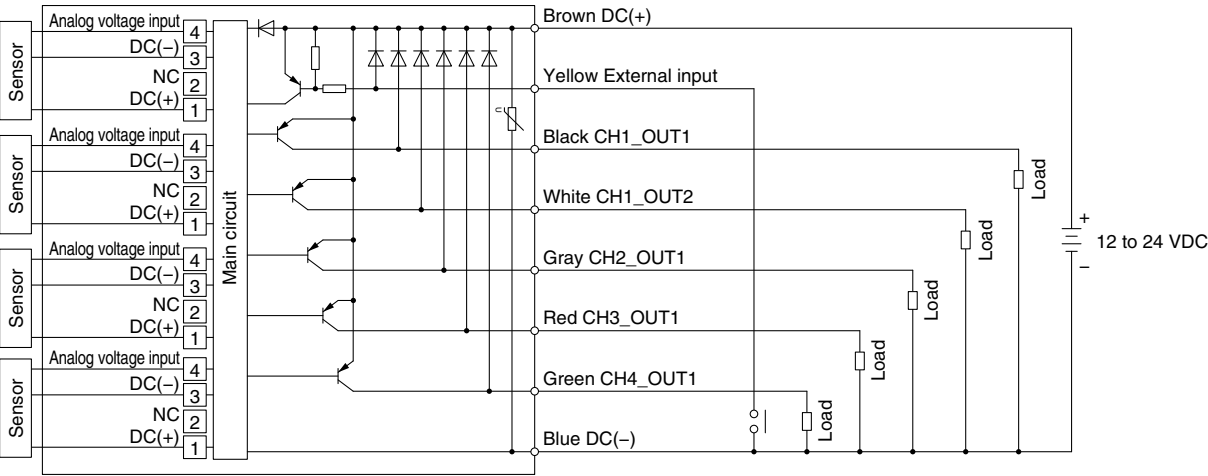 Sensor
Analog voltage input 4
DC(−) 3
NC 2
DC(+) 1
Sensor
Analog voltage input 4
DC(−) 3
NC 2
DC(+) 1
Sensor
Analog voltage input 4
DC(−) 3
NC 2
DC(+) 1
Sensor
Analog voltage input 4
DC(−) 3
NC 2
DC(+) 1
Main circuit
Brown DC(+)
Yellow External input
Black CH1_OUT1
White CH1_OUT2
Gray CH2_OUT1
Red CH3_OUT1
Green CH4_OUT1
Blue DC(−)
Load
Load
Load
Load
Load
+
12 to 24 VDC
−